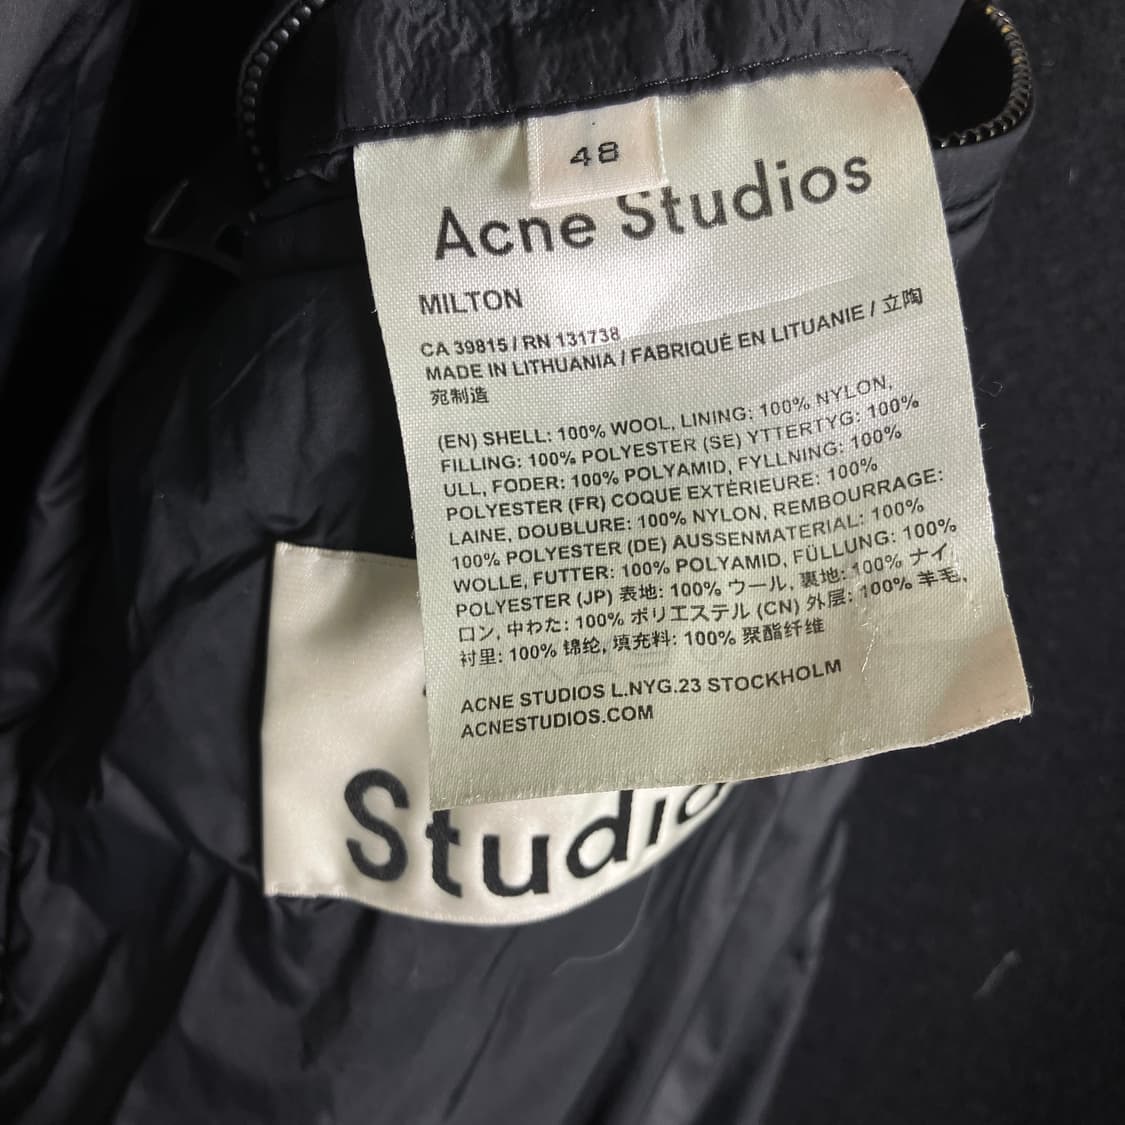 48
Acne Studios
MILTON
CA 39815 / RN 131738
MADE IN LITHUANIA / FABRIQUÉ EN LITUANIE / 立陶
宛制造
(EN) SHELL: 100% WOOL, LINING: 100% NYLON,
FILLING: 100% POLYESTER (SE) YTTERTYG: 100%
ULL, FODER: 100% POLYAMID, FYLLNING: 100%
POLYESTER (FR) COQUE EXTÉRIEURE: 100%
LAINE, DOUBLURE: 100% NYLON, REMBOURRAGE:
100% POLYESTER (DE) AUSSENMATERIAL: 100%
WOLLE, FUTTER: 100% POLYAMID, FÜLLUNG: 100%
POLYESTER (JP) 表地: 100% ウール, 裏地: 100% ナイ
ロン, 中わた: 100% ポリエステル (CN) 外层: 100% 羊毛,
衬里: 100% 锦纶, 填充料: 100% 聚酯纤维
ACNE STUDIOS L.NYG.23 STOCKHOLM
ACNESTUDIOS.COM
Studios